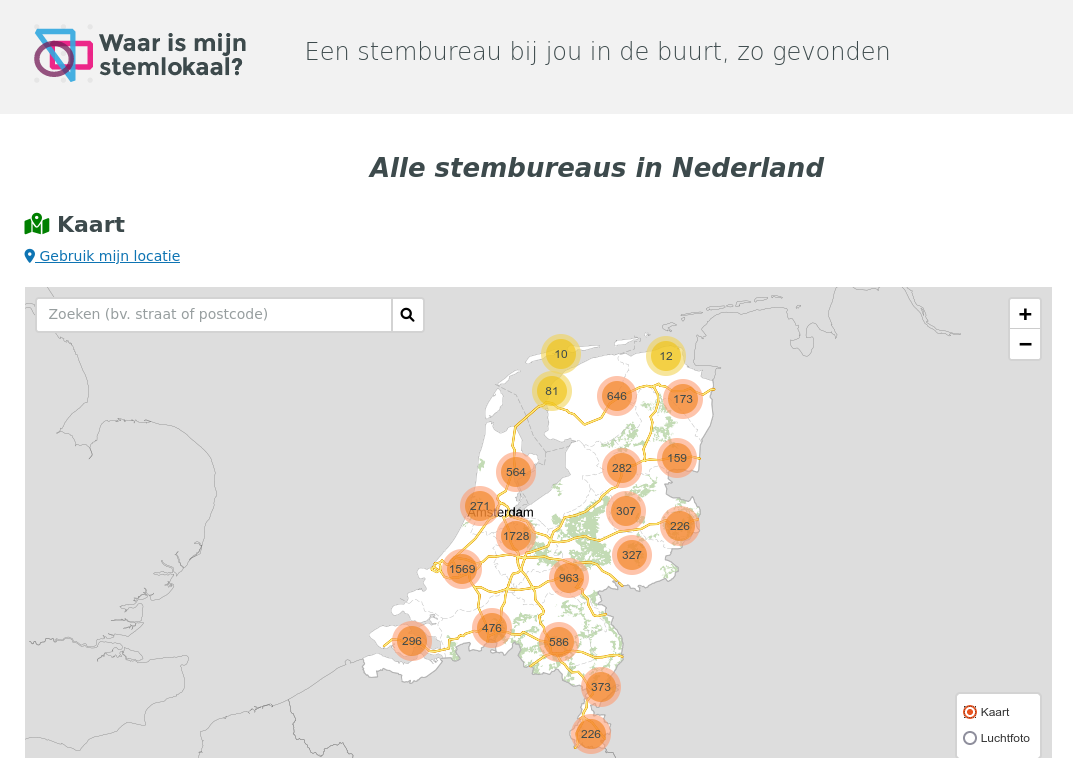 Waar is mijn
stemlokaal?
Een stembureau bij jou in de buurt, zo gevonden
Alle stembureaus in Nederland
Kaart
Gebruik mijn locatie
Zoeken (bv. straat of postcode)
+
−
10
12
81
646
173
159
564
282
271
Amsterdam
307
226
1728
327
1569
963
476
296
586
373
226
Kaart
Luchtfoto